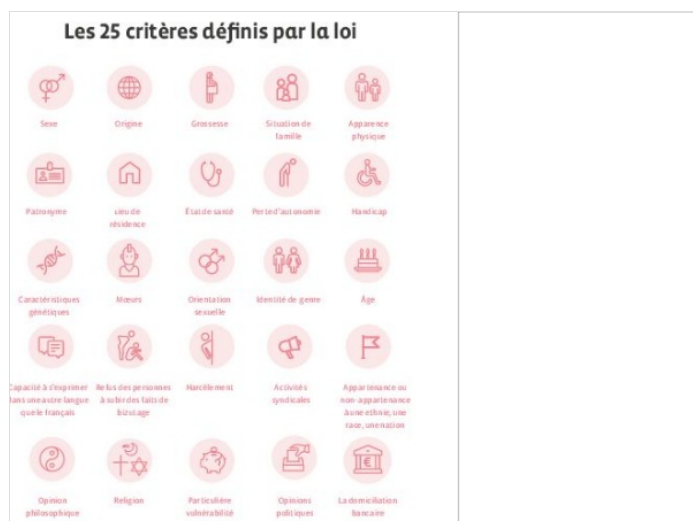 Les 25 critères définis par la loi
Sexe
Origine
Grossesse
Situation de
famille
Apparence
physique
Patronyme
Lieu de
résidence
État de santé
Perte d'autonomie
Handicap
Caractéristiques
génétiques
Mœurs
Orientation
sexuelle
Identité de genre
Âge
Capacité à s'exprimer
dans une autre langue
que le français
Refus des personnes
à subir des faits de
bizutage
Harcèlement
Activités
syndicales
Appartenance ou
non-appartenance
à une ethnie, une
race, une nation
Opinion
philosophique
Religion
Particulière
vulnérabilité
Opinions
politiques
La domiciliation
bancaire